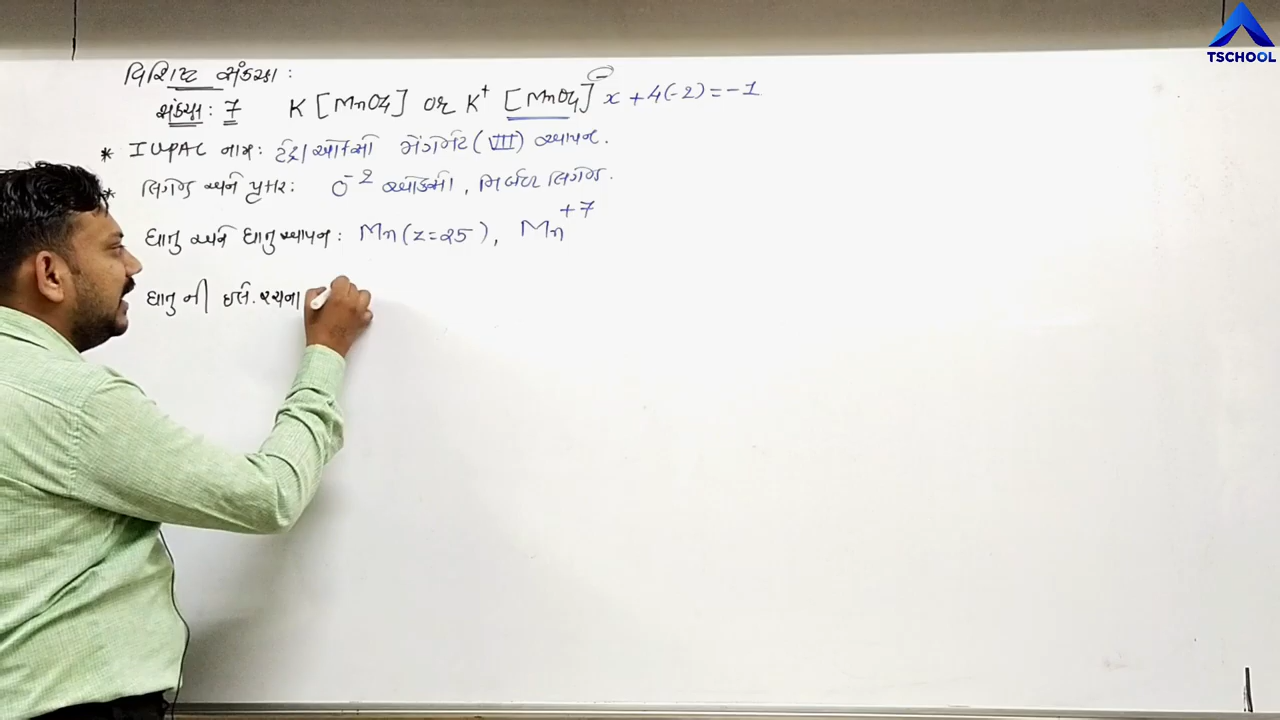 વિશિષ્ટ સંકીર્ણ :
સંકીર્ણ : 7 K [MnO4] or K+ [MnO4]− x + 4(-2) = -1
* IUPAC નામ : ટેટ્રાઓક્સો મેંગેનેટ (VII) આયન.
* લિગેન્ડ અને પ્રકાર : O-2 ઓક્સો, નિર્બળ લિગેન્ડ.
ધાતુ અને ધાતુ આયન : Mn (Z=25), Mn+7
ધાતુ ની ઇલે. રચના
TSCHOOL